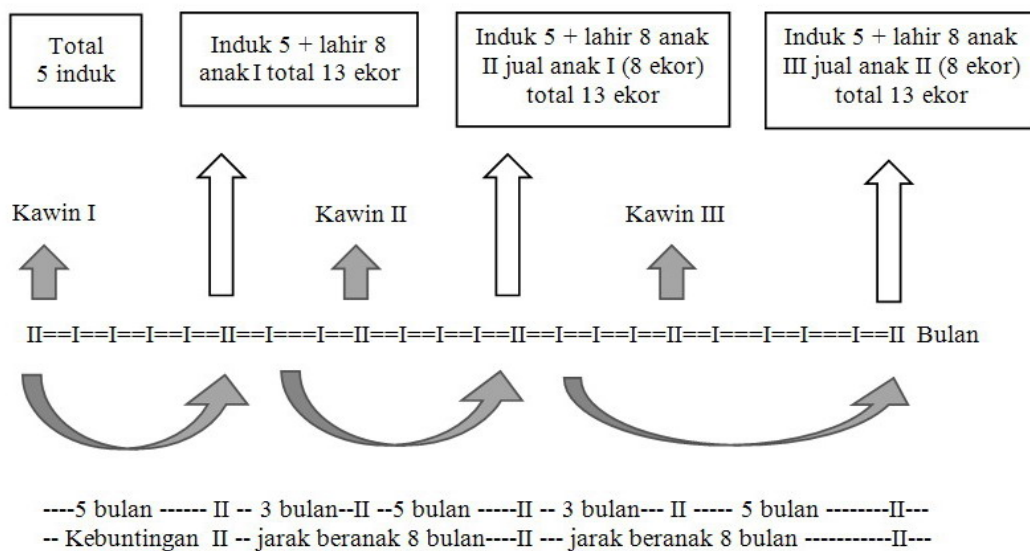 Total
5 induk
Induk 5 + lahir 8
anak I total 13 ekor
Induk 5 + lahir 8 anak
II jual anak I (8 ekor)
total 13 ekor
Induk 5 + lahir 8 anak
III jual anak II (8 ekor)
total 13 ekor
Kawin I
Kawin II
Kawin III
II==I==I==I==I==II==I===I==II==I==I==I==II==I==I==I==II==I===I==I===I==II Bulan
----5 bulan ------ II -- 3 bulan--II --5 bulan -----II-- 3 bulan --- II ----- 5 bulan --------II---
-- Kebuntingan II -- jarak beranak 8 bulan----II --- jarak beranak 8 bulan -----------II---